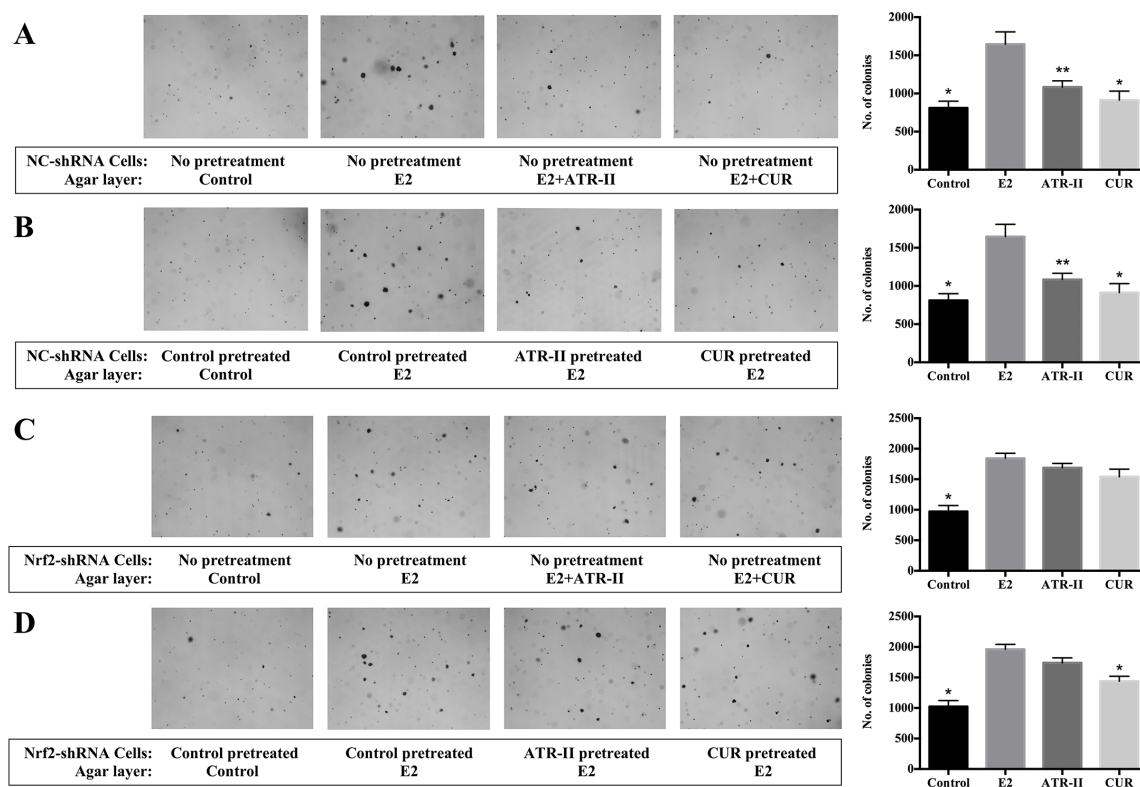 A
NC-shRNA Cells: No pretreatment No pretreatment No pretreatment No pretreatment
Agar layer: Control E2 E2+ATR-II E2+CUR
No. of colonies
2000
1500
1000
500
0
*
**
*
Control E2 ATR-II CUR
B
NC-shRNA Cells: Control pretreated Control pretreated ATR-II pretreated CUR pretreated
Agar layer: Control E2 E2 E2
No. of colonies
2000
1500
1000
500
0
*
**
*
Control E2 ATR-II CUR
C
Nrf2-shRNA Cells: No pretreatment No pretreatment No pretreatment No pretreatment
Agar layer: Control E2 E2+ATR-II E2+CUR
No. of colonies
2500
2000
1500
1000
500
0
*
Control E2 ATR-II CUR
D
Nrf2-shRNA Cells: Control pretreated Control pretreated ATR-II pretreated CUR pretreated
Agar layer: Control E2 E2 E2
No. of colonies
2500
2000
1500
1000
500
0
*
*
Control E2 ATR-II CUR